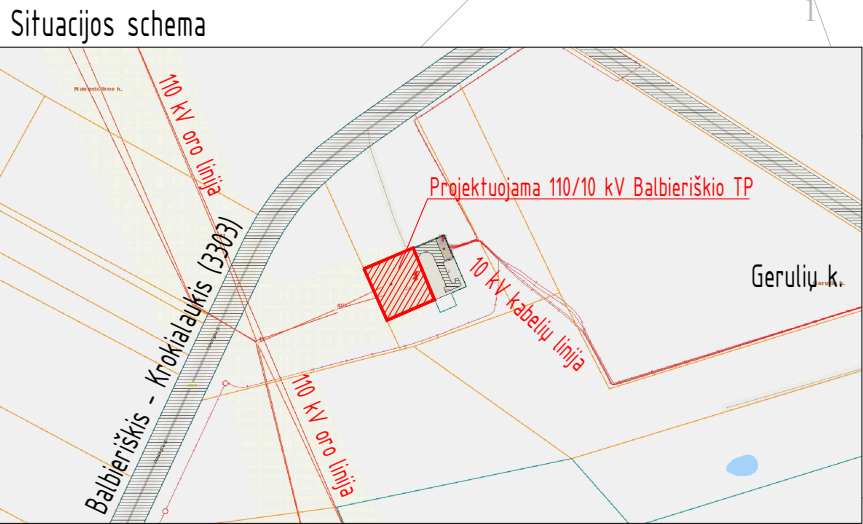 Situacijos schema
1
110 kV oro linija
Projektuojama 110/10 kV Balbieriškio TP
Balbieriškis - Krokialaukis (3303)
10 kV kabelių linija
Gerulių k.
110 kV oro linija